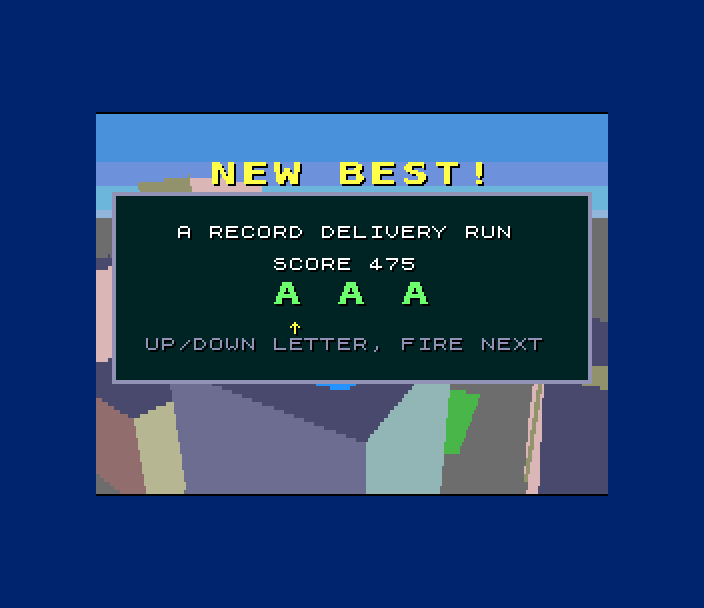 NEW BEST!
A RECORD DELIVERY RUN
SCORE 475
A A A
↑
UP/DOWN LETTER, FIRE NEXT